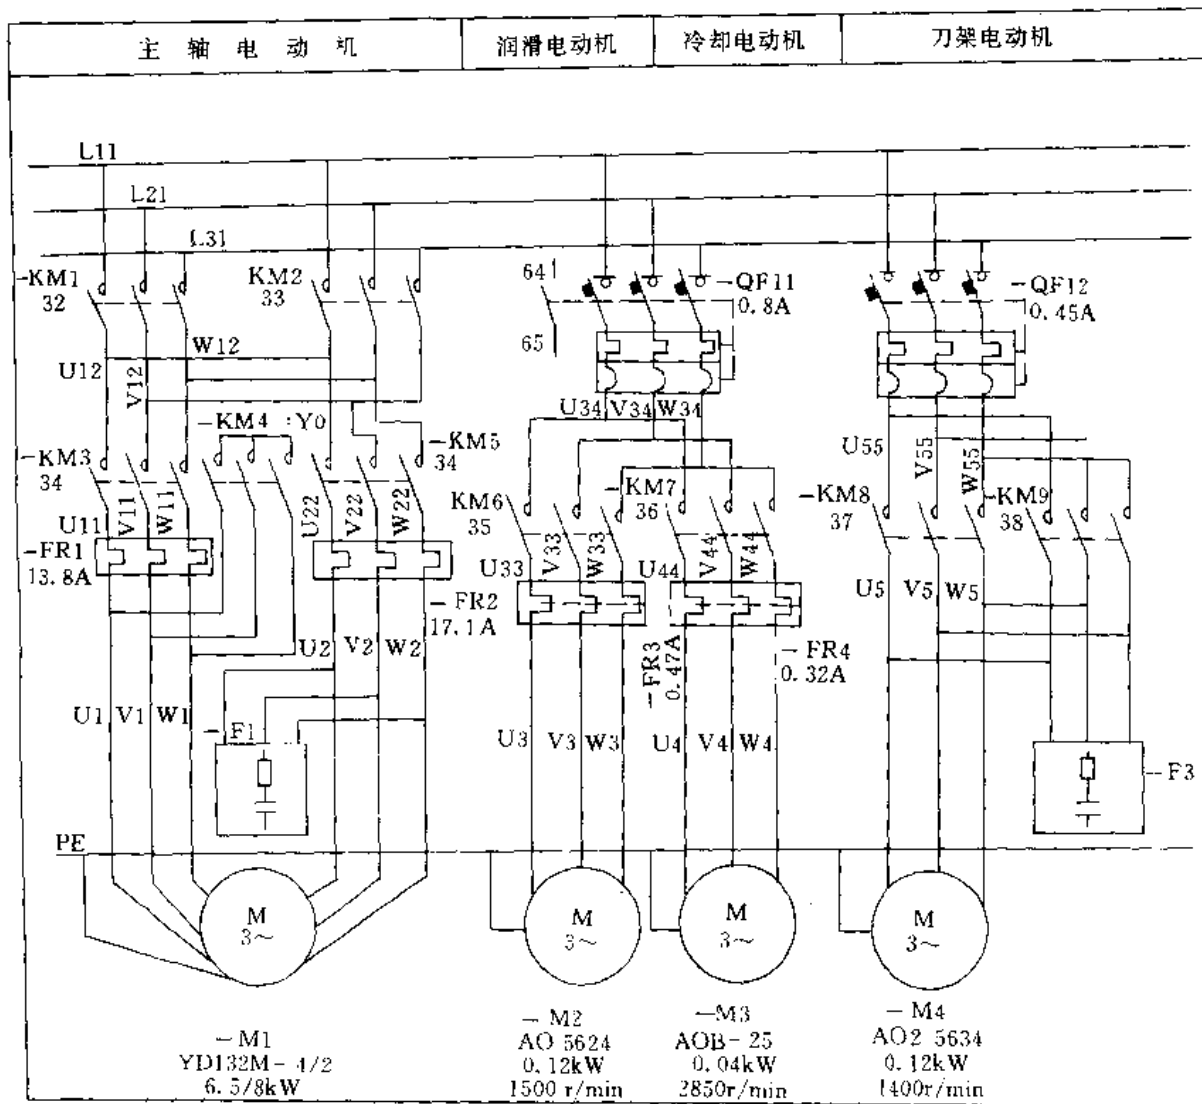 主轴电动机
润滑电动机
冷却电动机
刀架电动机
L11
L21
L31
-KM1
32
KM2
33
64
65
-QF11
0.8A
-QF12
0.45A
U12
V12
W12
U34 V34 W34
U55
V55
W55
-KM3
34
-KM4 :Y0
-KM5
34
KM6
35
-KM7
36
-KM8
37
-KM9
38
U11
V11
W11
U22
V22
W22
U33
V33
W33
U44
V44
W44
U5 V5 W5
-FR1
13.8A
-FR2
17.1A
-FR3
0.47A
-FR4
0.32A
U2 V2 W2
U1 V1 W1
-F1
U3 V3 W3
U4 V4 W4
-F3
PE
M
3~
M
3~
M
3~
M
3~
-M1
YD132M-4/2
6.5/8kW
-M2
AO 5624
0.12kW
1500 r/min
-M3
AOB-25
0.04kW
2850r/min
-M4
AO2 5634
0.12kW
1400r/min